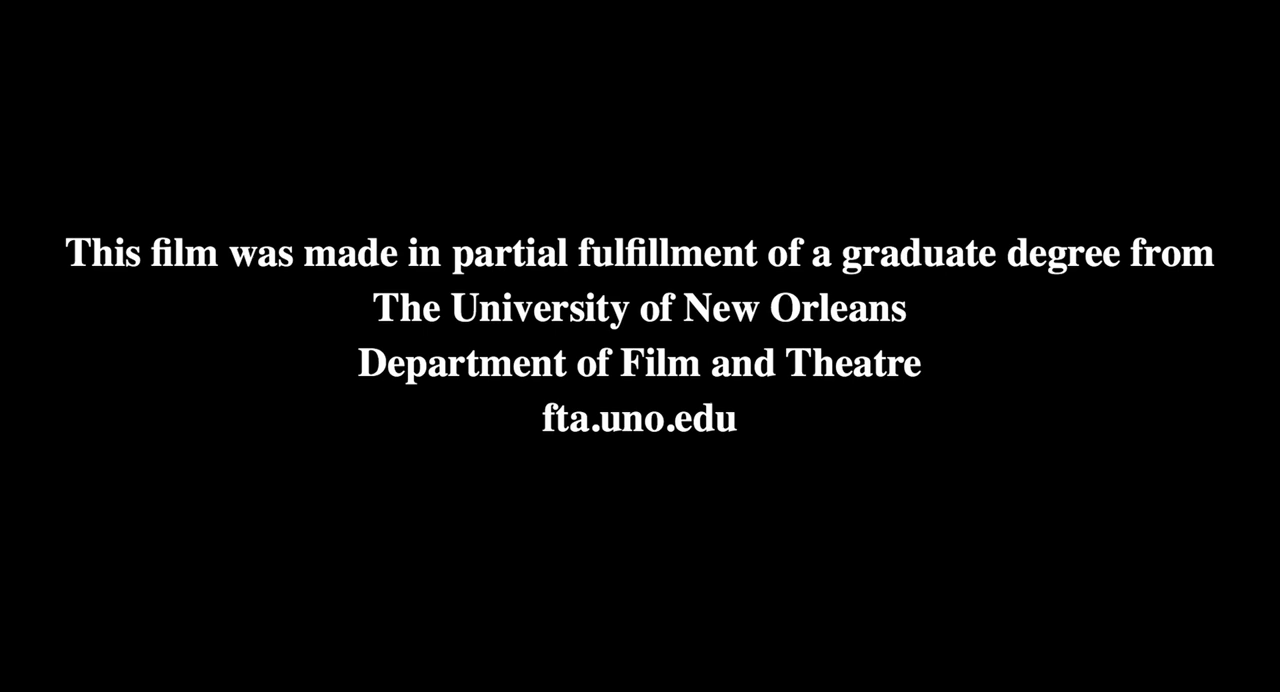 This film was made in partial fulfillment of a graduate degree from
The University of New Orleans
Department of Film and Theatre
fta.uno.edu